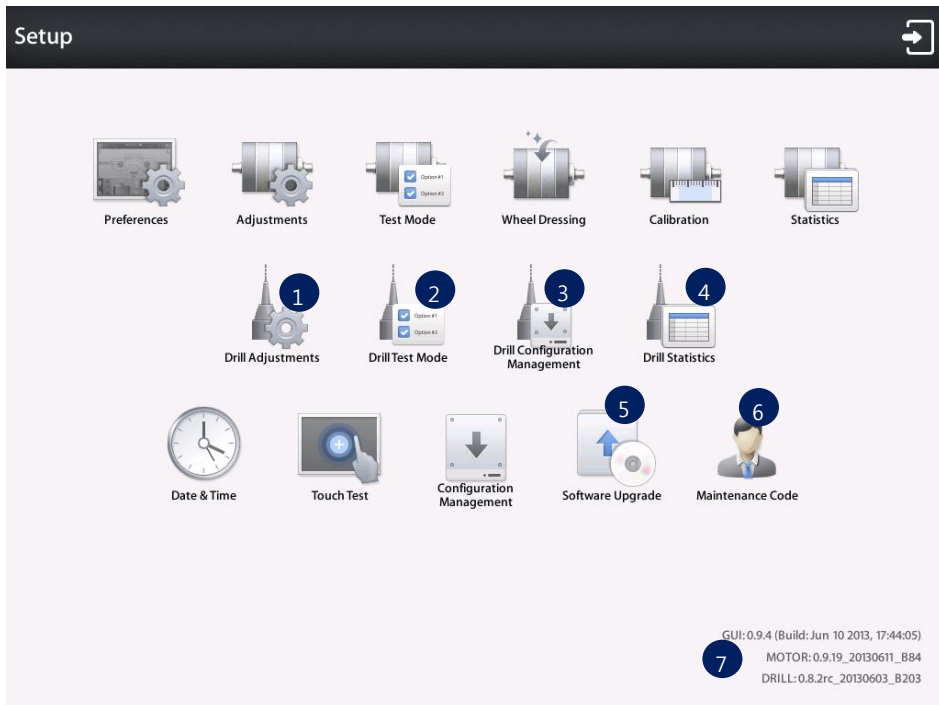 Setup
Option #1
Option #2
Preferences
Adjustments
Test Mode
Wheel Dressing
Calibration
Statistics
1
2
3
4
Option #1
Option #2
Drill Adjustments
Drill Test Mode
Drill Configuration
Management
Drill Statistics
5
6
Date & Time
Touch Test
Configuration
Management
Software Upgrade
Maintenance Code
GUI: 0.9.4 (Build: Jun 10 2013, 17:44:05)
7
MOTOR: 0.9.19_20130611_B84
DRILL: 0.8.2rc_20130603_B203